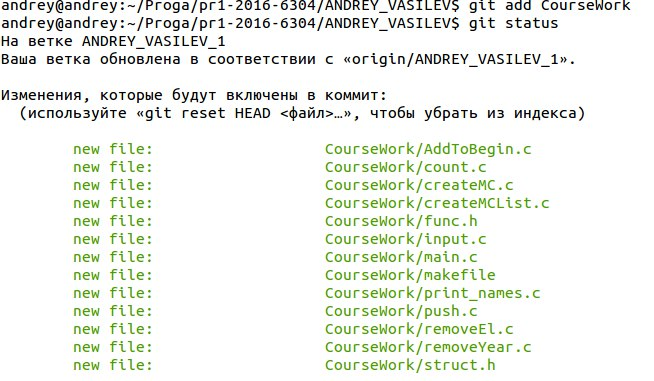 andrey@andrey:~/Proga/pr1-2016-6304/ANDREY_VASILEV$ git add CourseWork
andrey@andrey:~/Proga/pr1-2016-6304/ANDREY_VASILEV$ git status
На ветке ANDREY_VASILEV_1
Ваша ветка обновлена в соответствии с «origin/ANDREY_VASILEV_1».

Изменения, которые будут включены в коммит:
  (используйте «git reset HEAD <файл>…», чтобы убрать из индекса)

        new file:                   CourseWork/AddToBegin.c
        new file:                   CourseWork/count.c
        new file:                   CourseWork/createMC.c
        new file:                   CourseWork/createMCList.c
        new file:                   CourseWork/func.h
        new file:                   CourseWork/input.c
        new file:                   CourseWork/main.c
        new file:                   CourseWork/makefile
        new file:                   CourseWork/print_names.c
        new file:                   CourseWork/push.c
        new file:                   CourseWork/removeEl.c
        new file:                   CourseWork/removeYear.c
        new file:                   CourseWork/struct.h